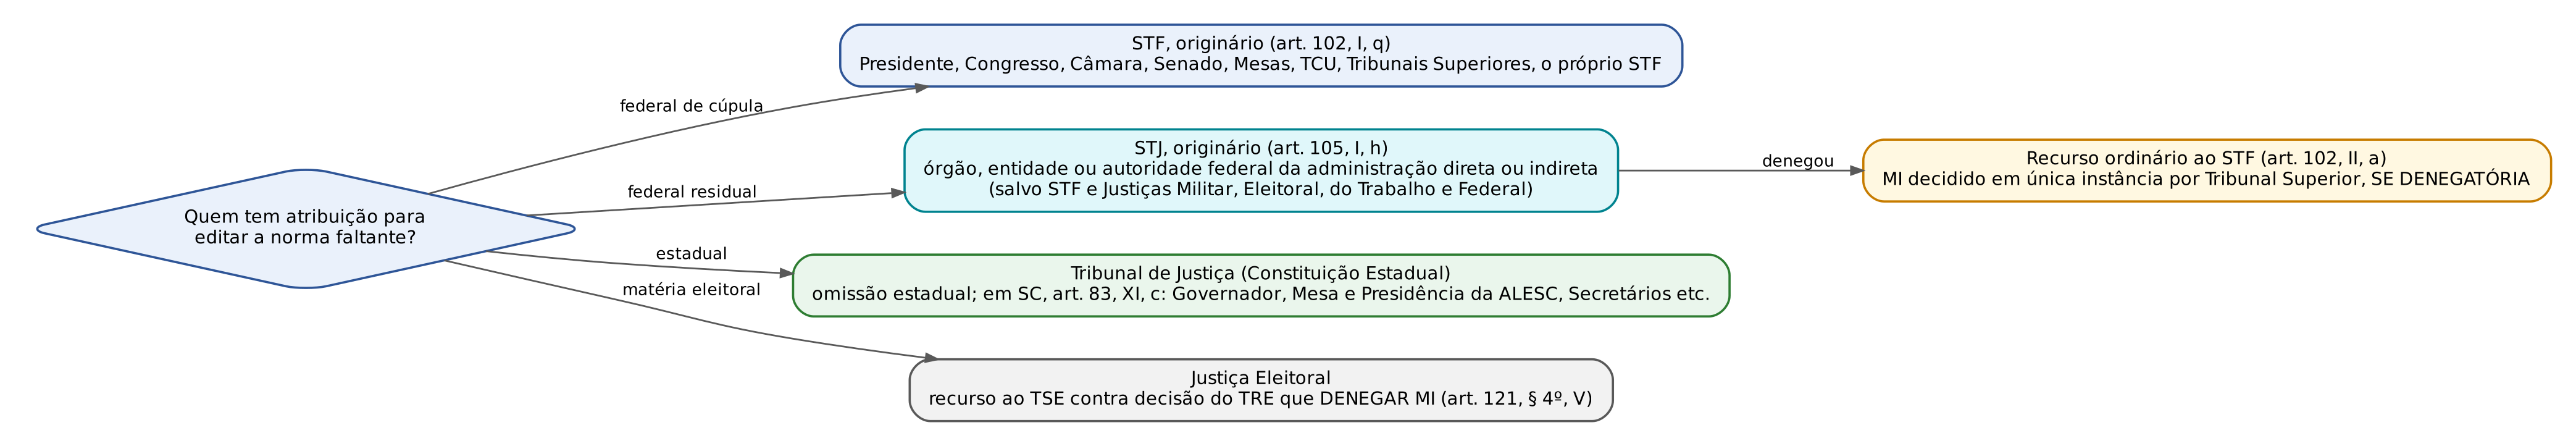 Quem tem atribuição para
editar a norma faltante?
federal de cúpula
STF, originário (art. 102, I, q)
Presidente, Congresso, Câmara, Senado, Mesas, TCU, Tribunais Superiores, o próprio STF
federal residual
STJ, originário (art. 105, I, h)
órgão, entidade ou autoridade federal da administração direta ou indireta
(salvo STF e Justiças Militar, Eleitoral, do Trabalho e Federal)
denegou
Recurso ordinário ao STF (art. 102, II, a)
MI decidido em única instância por Tribunal Superior, SE DENEGATÓRIA
estadual
Tribunal de Justiça (Constituição Estadual)
omissão estadual; em SC, art. 83, XI, c: Governador, Mesa e Presidência da ALESC, Secretários etc.
matéria eleitoral
Justiça Eleitoral
recurso ao TSE contra decisão do TRE que DENEGAR MI (art. 121, § 4º, V)